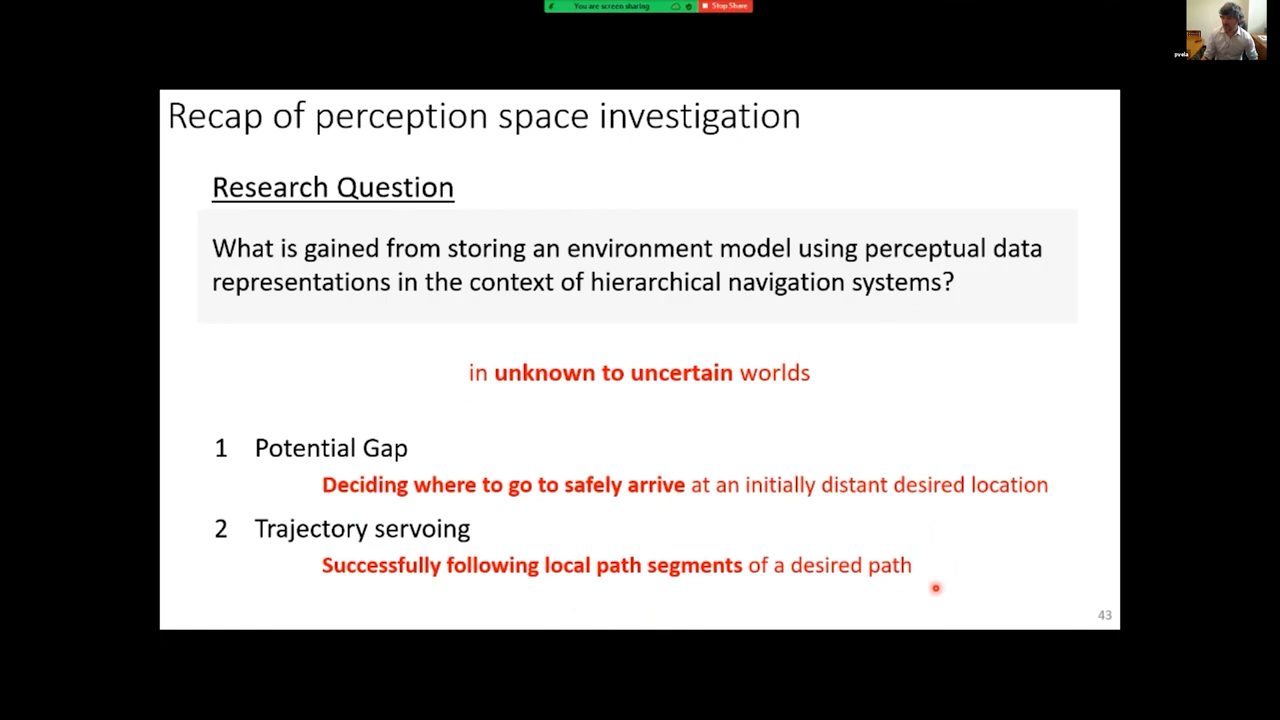 You are screen sharing
Stop Share
pvela
Recap of perception space investigation
Research Question
What is gained from storing an environment model using perceptual data
representations in the context of hierarchical navigation systems?
in unknown to uncertain worlds
1 Potential Gap
Deciding where to go to safely arrive at an initially distant desired location
2 Trajectory servoing
Successfully following local path segments of a desired path
43